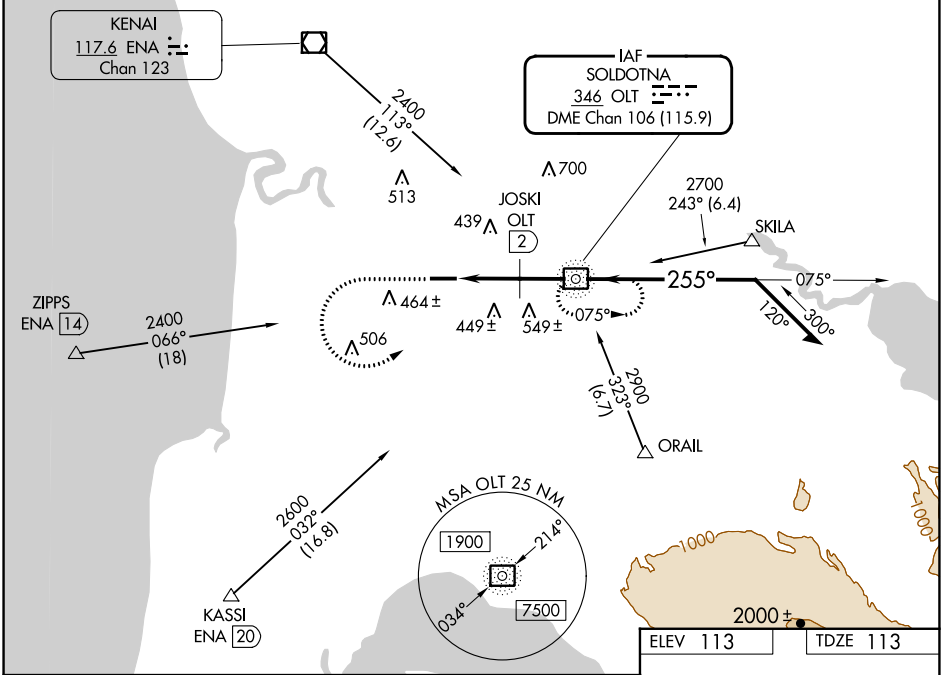 KENAI
117.6 ENA
Chan 123
IAF
SOLDOTNA
346 OLT
DME Chan 106 (115.9)
2400
113°
(12.6)
700
513
JOSKI
OLT
2
439
2700
243° (6.4)
SKILA
255°
075°
ZIPPS
ENA 14
2400
066°
(18)
464 ±
449 ±
549 ±
075°
120°
300°
506
2900
323°
(6.7)
ORAIL
2600
032°
(16.8)
KASSI
ENA 20
MSA OLT 25 NM
1900
214°
034°
7500
1000
1000
2000 ±
ELEV 113
TDZE 113